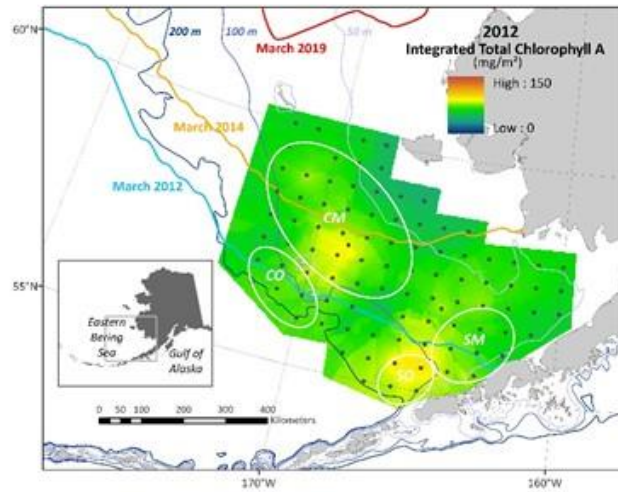 60°N
200 m
100 m
50 m
March 2019
2012
Integrated Total Chlorophyll A
(mg/m²)
High : 150
Low : 0
March 2014
March 2012
CM
CO
55°N
SM
SO
Eastern
Bering
Sea
Gulf of
Alaska
0 50 100 200 300 400
Kilometers
170°W
160°W